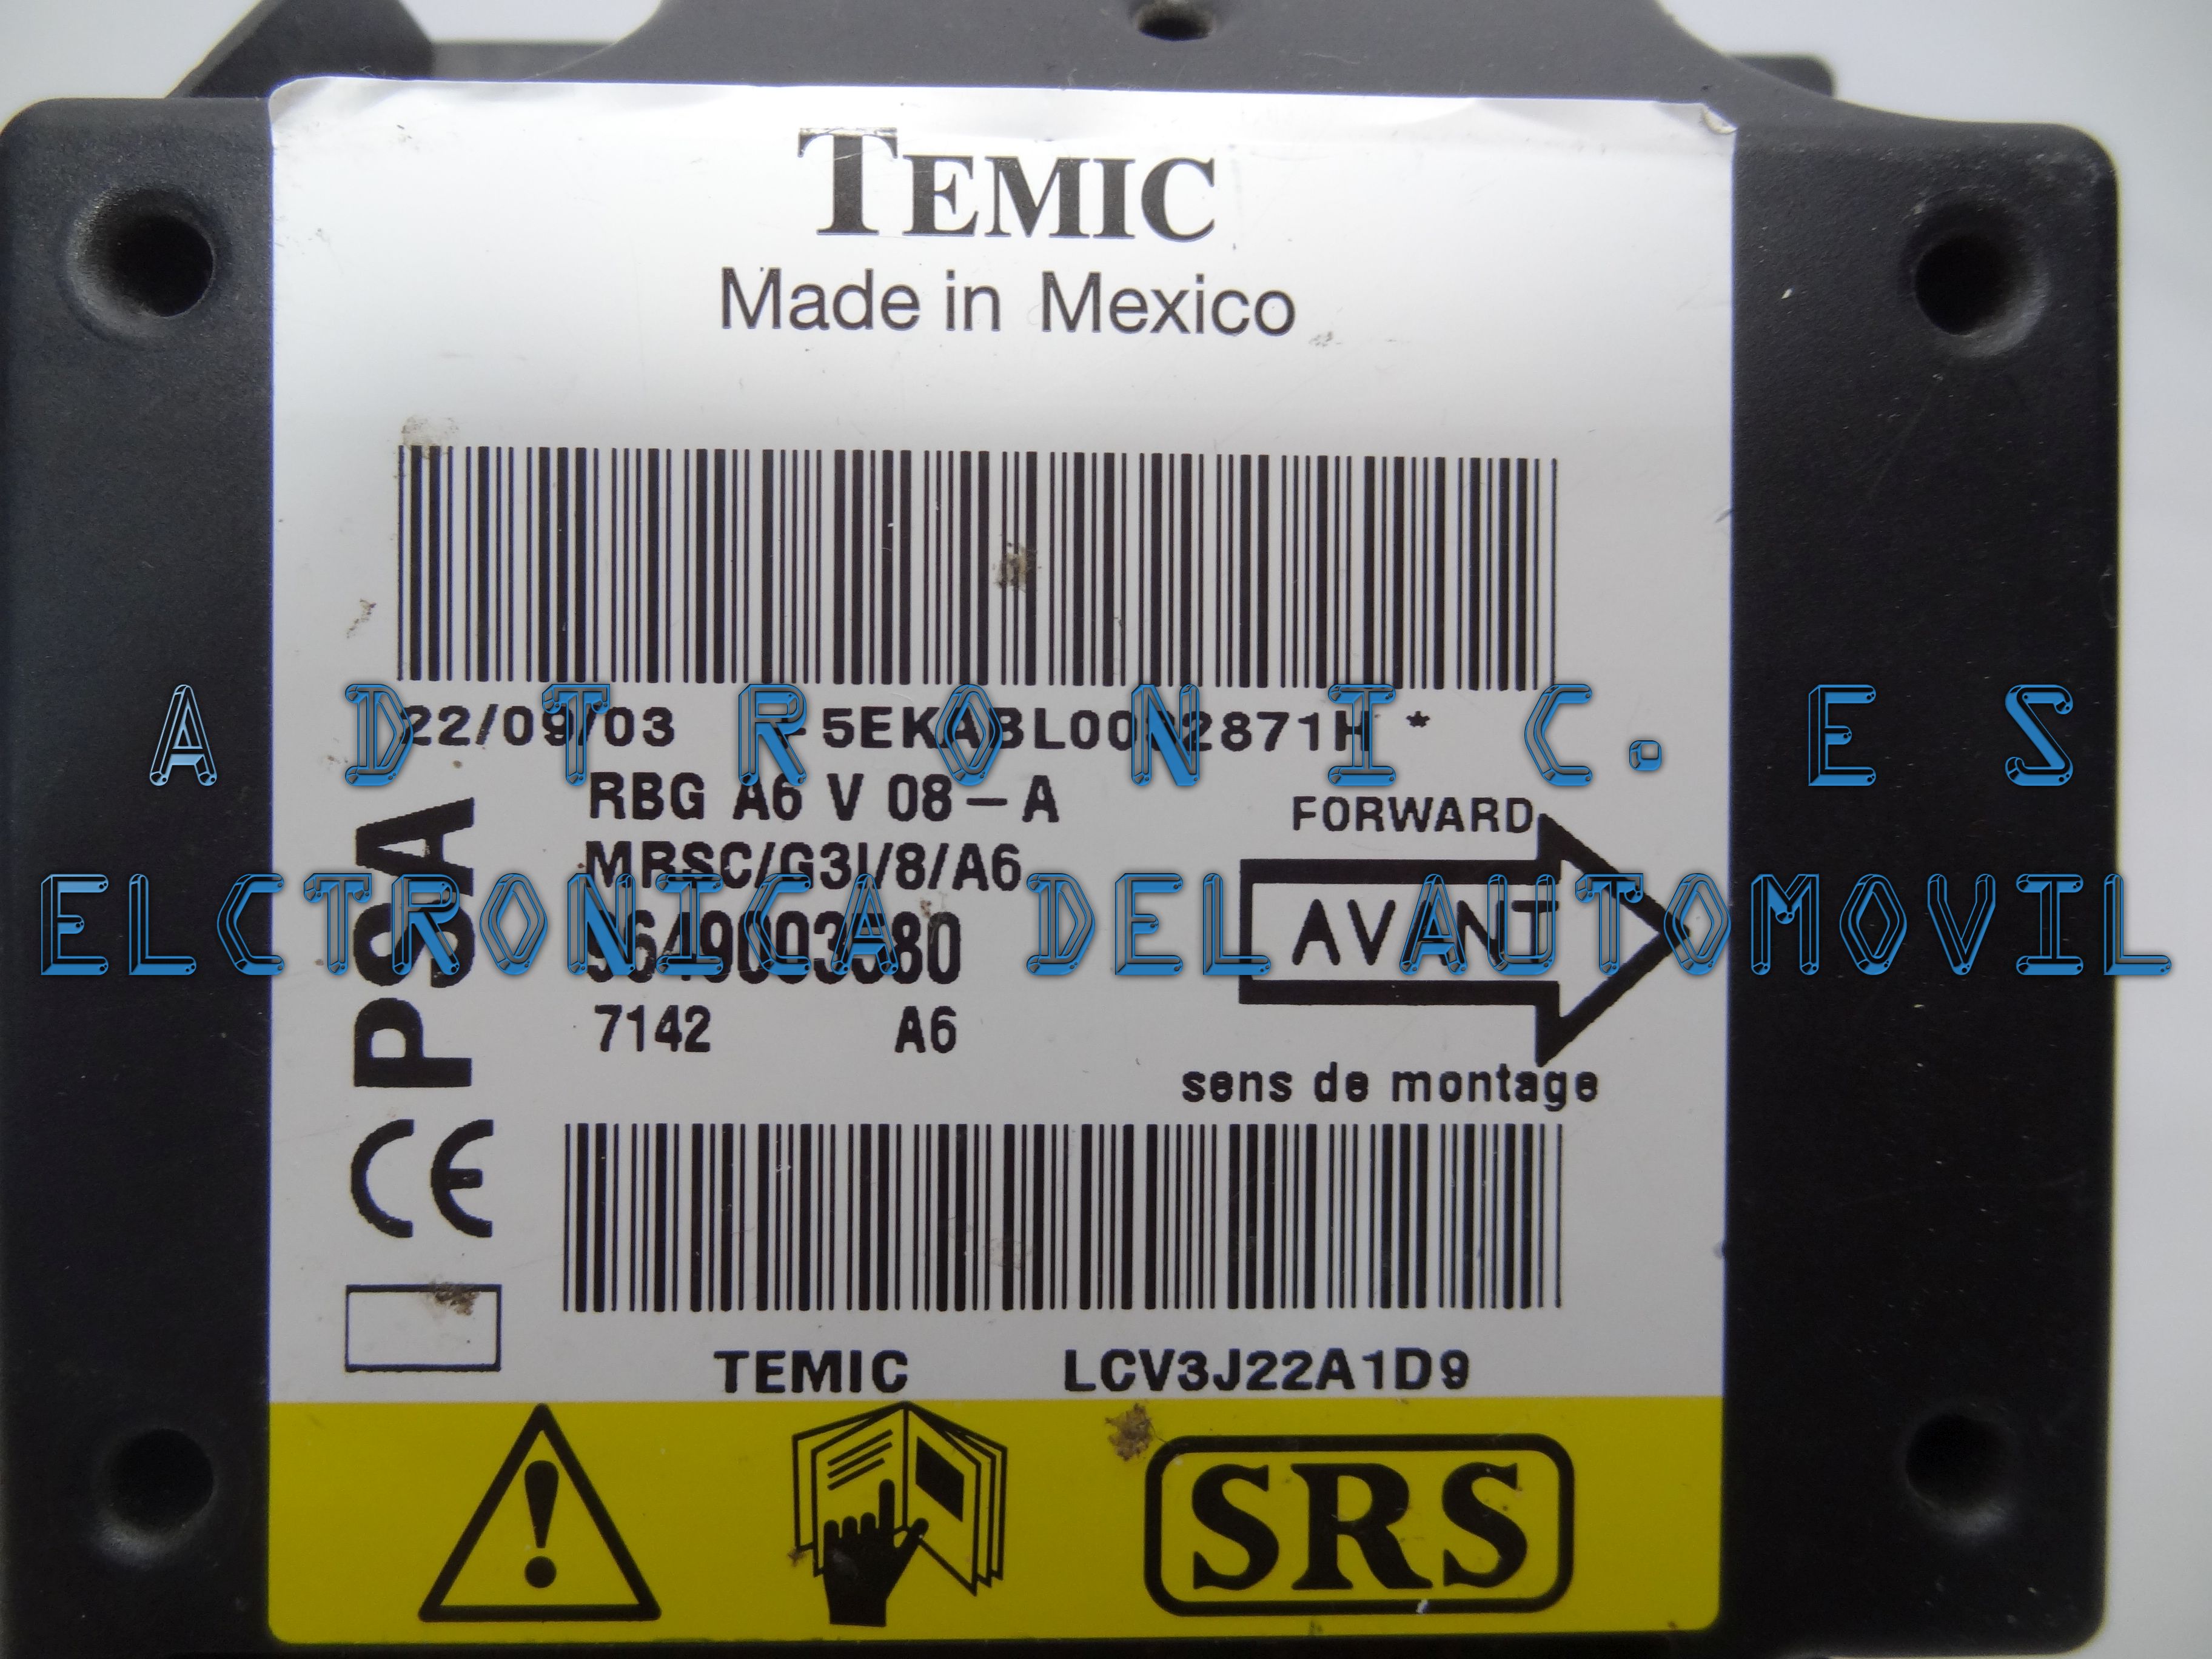 TEMIC
Made in Mexico
22/09/03 5EKABL0002871H *
A D T R O N I C. E S
RBG A6 V 08-A
FORWARD
MRSC/G3I/8/A6
PSA
ELCTRONICA DEL AUTOMOVIL
AVANT
7142 A6
sens de montage
CE
TEMIC LCV3J22A1D9
SRS